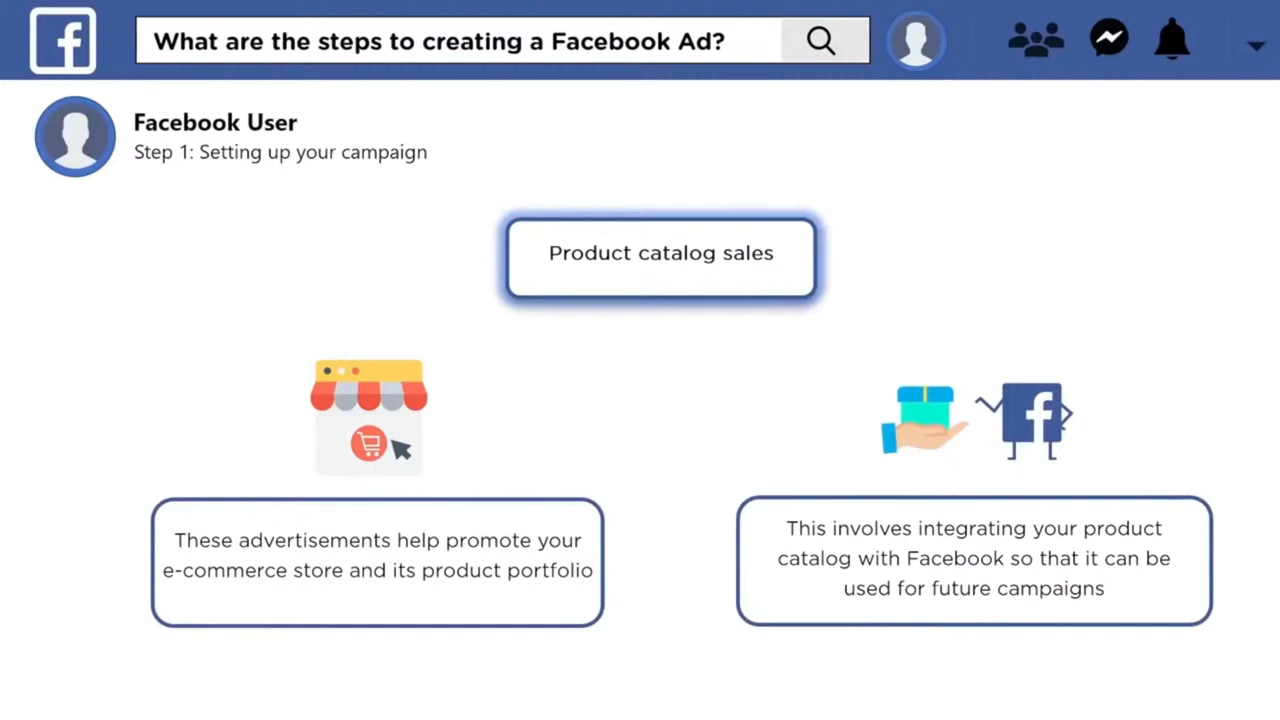 What are the steps to creating a Facebook Ad?
Facebook User
Step 1: Setting up your campaign
Product catalog sales
These advertisements help promote your
e-commerce store and its product portfolio
This involves integrating your product
catalog with Facebook so that it can be
used for future campaigns